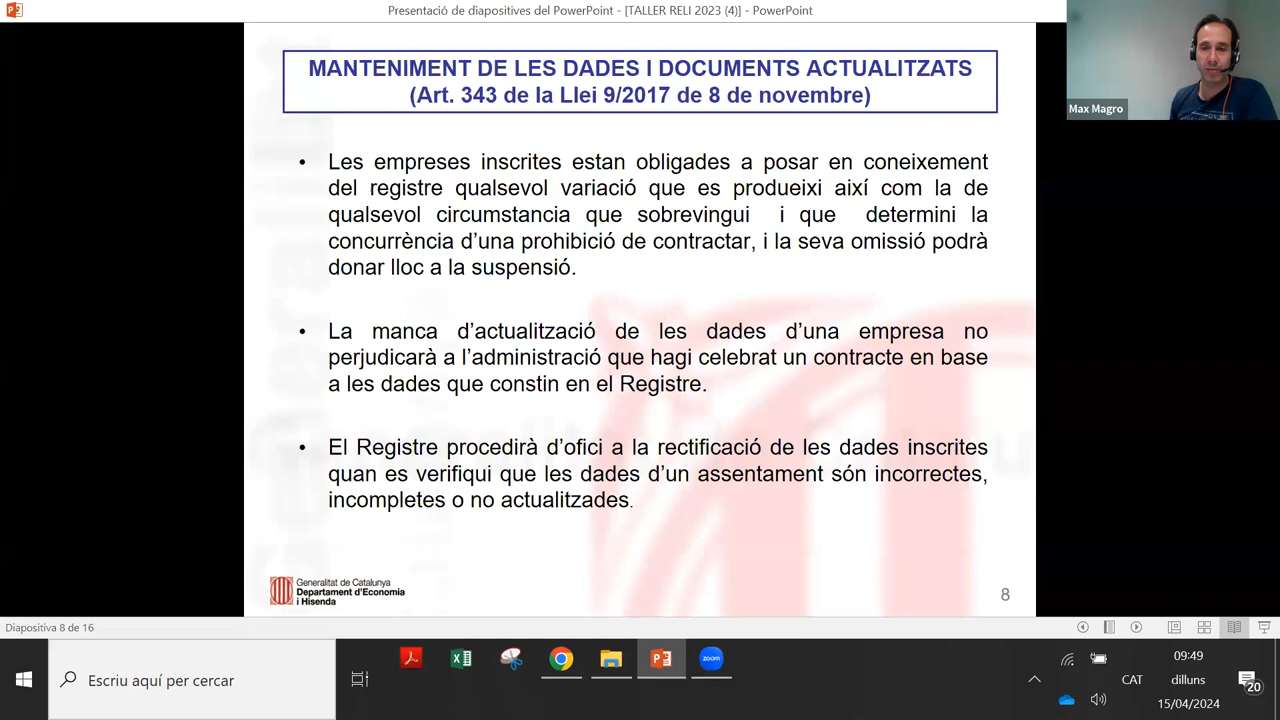 Presentació de diapositives del PowerPoint - [TALLER RELI 2023 (4)] - PowerPoint
MANTENIMENT DE LES DADES I DOCUMENTS ACTUALITZATS
(Art. 343 de la Llei 9/2017 de 8 de novembre)
Max Magro
• Les empreses inscrites estan obligades a posar en coneixement
del registre qualsevol variació que es produeixi així com la de
qualsevol circumstancia que sobrevingui i que determini la
concurrència d'una prohibició de contractar, i la seva omissió podrà
donar lloc a la suspensió.
• La manca d'actualització de les dades d'una empresa no
perjudicarà a l'administració que hagi celebrat un contracte en base
a les dades que constin en el Registre.
• El Registre procedirà d'ofici a la rectificació de les dades inscrites
quan es verifiqui que les dades d'un assentament són incorrectes,
incompletes o no actualitzades.
Generalitat de Catalunya
Departament d'Economia
i Hisenda
8
Diapositiva 8 de 16
Escriu aquí per cercar
zoom
CAT
09:49
dilluns
15/04/2024
20